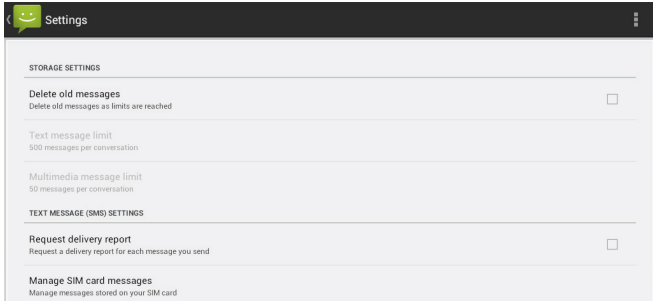 Settings
STORAGE SETTINGS
Delete old messages
Delete old messages as limits are reached
Text message limit
500 messages per conversation
Multimedia message limit
50 messages per conversation
TEXT MESSAGE (SMS) SETTINGS
Request delivery report
Request a delivery report for each message you send
Manage SIM card messages
Manage messages stored on your SIM card